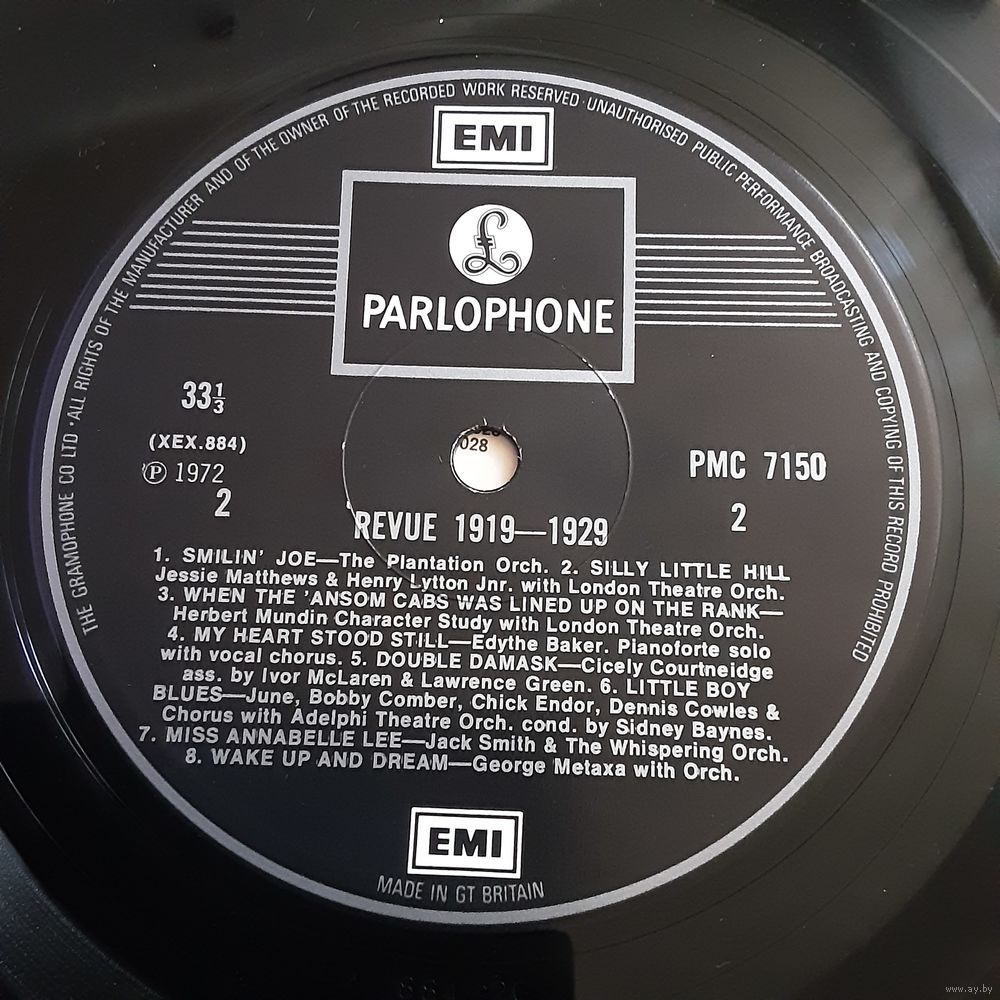 THE GRAMOPHONE CO LTD · ALL RIGHTS OF THE MANUFACTURER AND OF THE OWNER OF THE RECORDED WORK RESERVED · UNAUTHORISED PUBLIC PERFORMANCE BROADCASTING AND COPYING OF THIS RECORD PROHIBITED
EMI
£
PARLOPHONE
33⅓
(XEX.884)
℗ 1972
2
028
PMC 7150
2
REVUE 1919—1929
1. SMILIN' JOE—The Plantation Orch. 2. SILLY LITTLE HILL
Jessie Matthews & Henry Lytton Jnr. with London Theatre Orch.
3. WHEN THE 'ANSOM CABS WAS LINED UP ON THE RANK—
Herbert Mundin Character Study with London Theatre Orch.
4. MY HEART STOOD STILL—Edythe Baker. Pianoforte solo
with vocal chorus. 5. DOUBLE DAMASK—Cicely Courtneidge
ass. by Ivor McLaren & Lawrence Green. 6. LITTLE BOY
BLUES—June, Bobby Comber, Chick Endor, Dennis Cowles &
Chorus with Adelphi Theatre Orch. cond. by Sidney Baynes.
7. MISS ANNABELLE LEE—Jack Smith & The Whispering Orch.
8. WAKE UP AND DREAM—George Metaxa with Orch.
EMI
MADE IN GT BRITAIN
www.ay.by